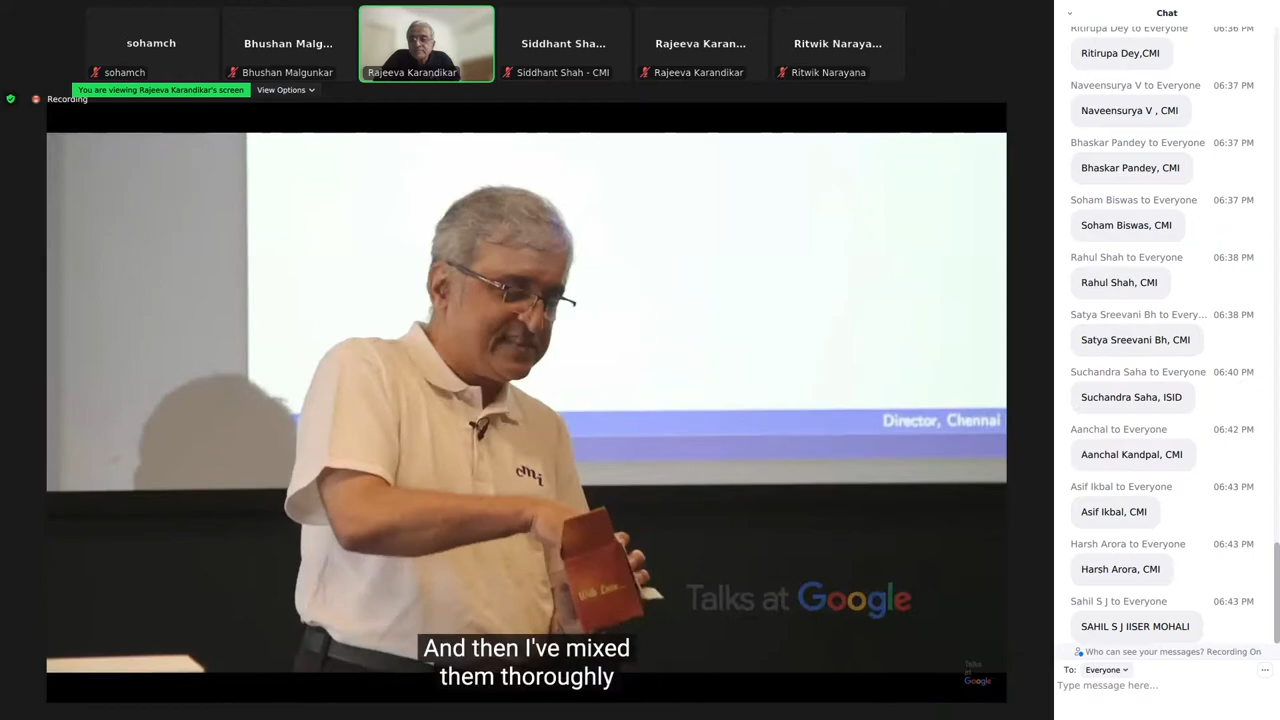 sohamch
Bhushan Malg...
Siddhant Sha...
Rajeeva Karan...
Ritwik Naraya...
sohamch
Bhushan Malgunkar
Rajeeva Karandikar
Siddhant Shah - CMI
Rajeeva Karandikar
Ritwik Narayana
You are viewing Rajeeva Karandikar's screen
View Options
Recording
Director, Chennai
cmi
With Love...
Talks at Google
And then I've mixed
them thoroughly
Talks
at
Google
Chat
Ritirupa Dey to Everyone 06:36 PM
Ritirupa Dey,CMI
Naveensurya V to Everyone 06:37 PM
Naveensurya V , CMI
Bhaskar Pandey to Everyone 06:37 PM
Bhaskar Pandey, CMI
Soham Biswas to Everyone 06:37 PM
Soham Biswas, CMI
Rahul Shah to Everyone 06:38 PM
Rahul Shah, CMI
Satya Sreevani Bh to Every... 06:38 PM
Satya Sreevani Bh, CMI
Suchandra Saha to Everyone 06:40 PM
Suchandra Saha, ISID
Aanchal to Everyone 06:42 PM
Aanchal Kandpal, CMI
Asif Ikbal to Everyone 06:43 PM
Asif Ikbal, CMI
Harsh Arora to Everyone 06:43 PM
Harsh Arora, CMI
Sahil S J to Everyone 06:43 PM
SAHIL S J IISER MOHALI
Who can see your messages? Recording On
To: Everyone
Type message here...